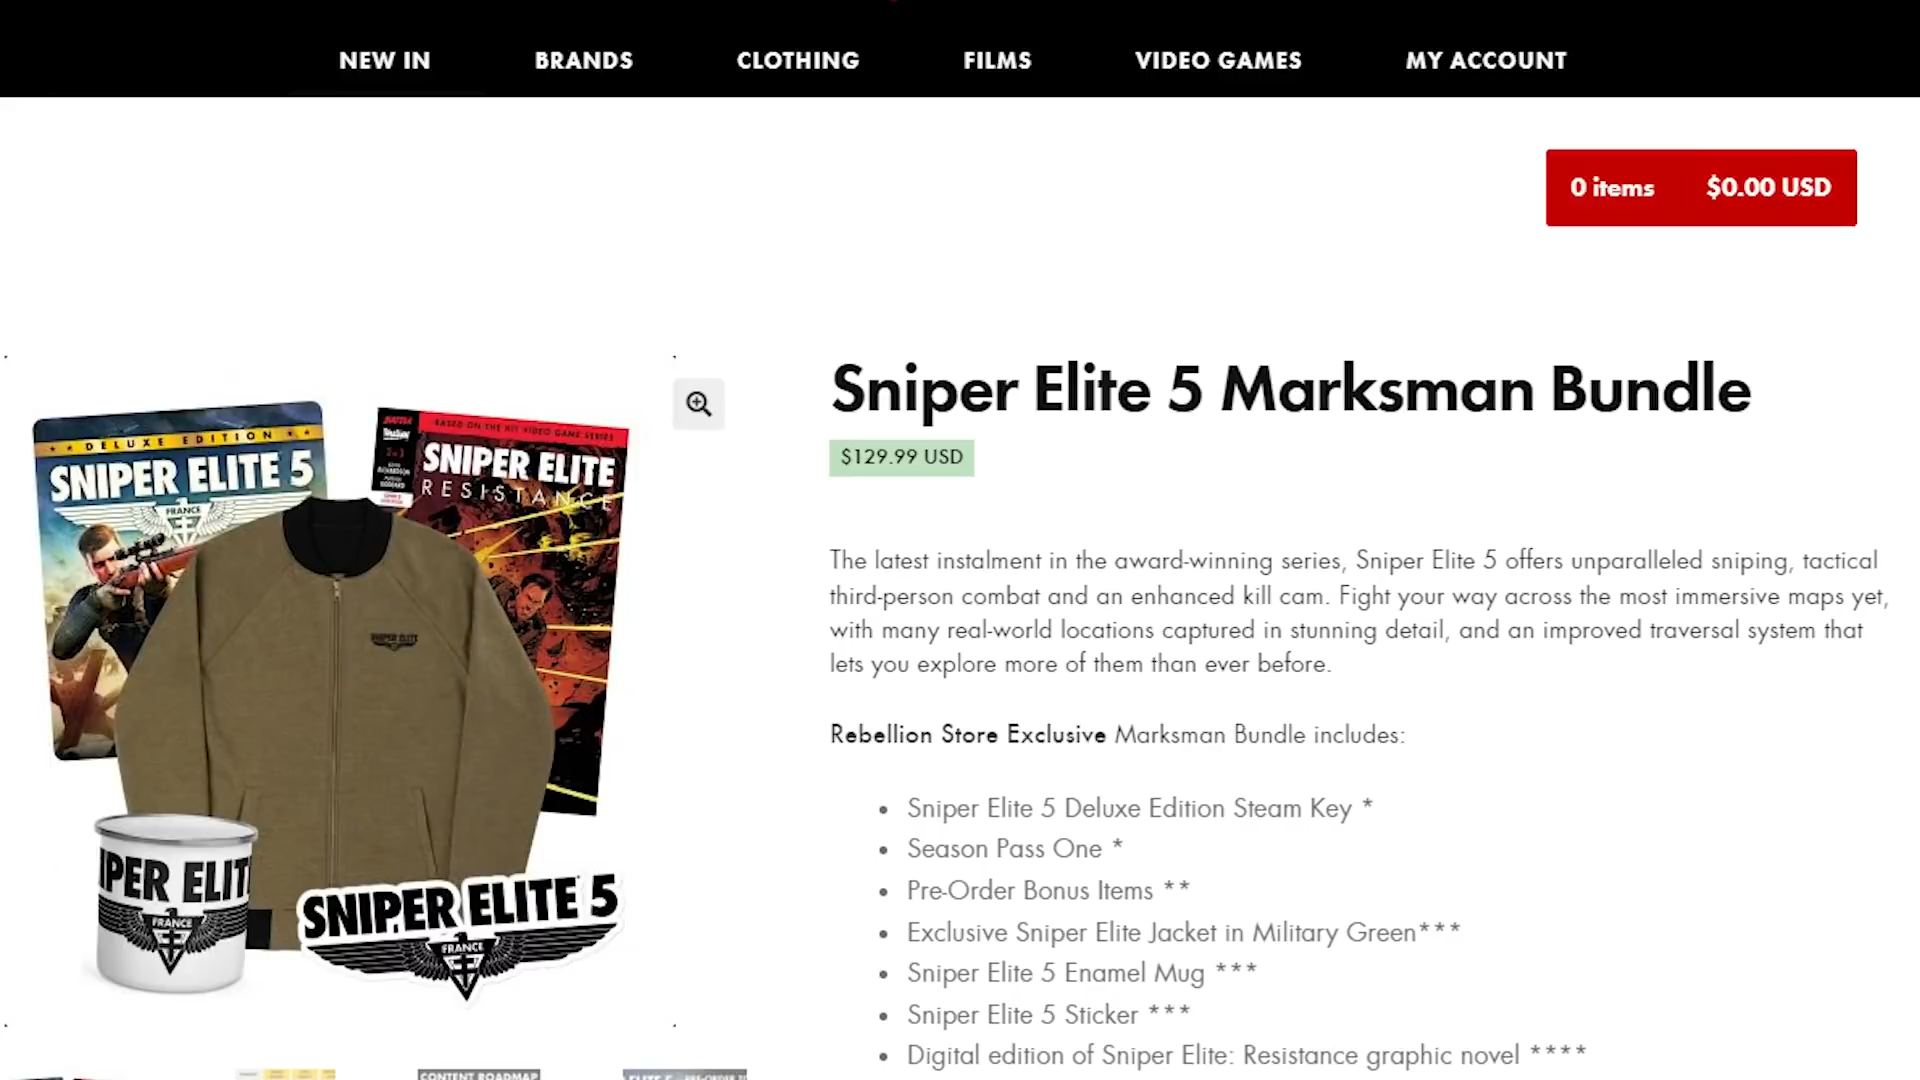 NEW IN
BRANDS
CLOTHING
FILMS
VIDEO GAMES
MY ACCOUNT
0 items $0.00 USD
Sniper Elite 5 Marksman Bundle
$129.99 USD
The latest instalment in the award-winning series, Sniper Elite 5 offers unparalleled sniping, tactical
third-person combat and an enhanced kill cam. Fight your way across the most immersive maps yet,
with many real-world locations captured in stunning detail, and an improved traversal system that
lets you explore more of them than ever before.
Rebellion Store Exclusive Marksman Bundle includes:
Sniper Elite 5 Deluxe Edition Steam Key *
Season Pass One *
Pre-Order Bonus Items **
Exclusive Sniper Elite Jacket in Military Green***
Sniper Elite 5 Enamel Mug ***
Sniper Elite 5 Sticker ***
Digital edition of Sniper Elite: Resistance graphic novel ****
DELUXE EDITION
SNIPER ELITE 5
FRANCE
BASED ON THE HIT VIDEO GAME SERIES
SNIPER ELITE
RESISTANCE
SNIPER ELITE
IPER ELIT
FRANCE
SNIPER ELITE 5
FRANCE
CONTENT ROADMAP